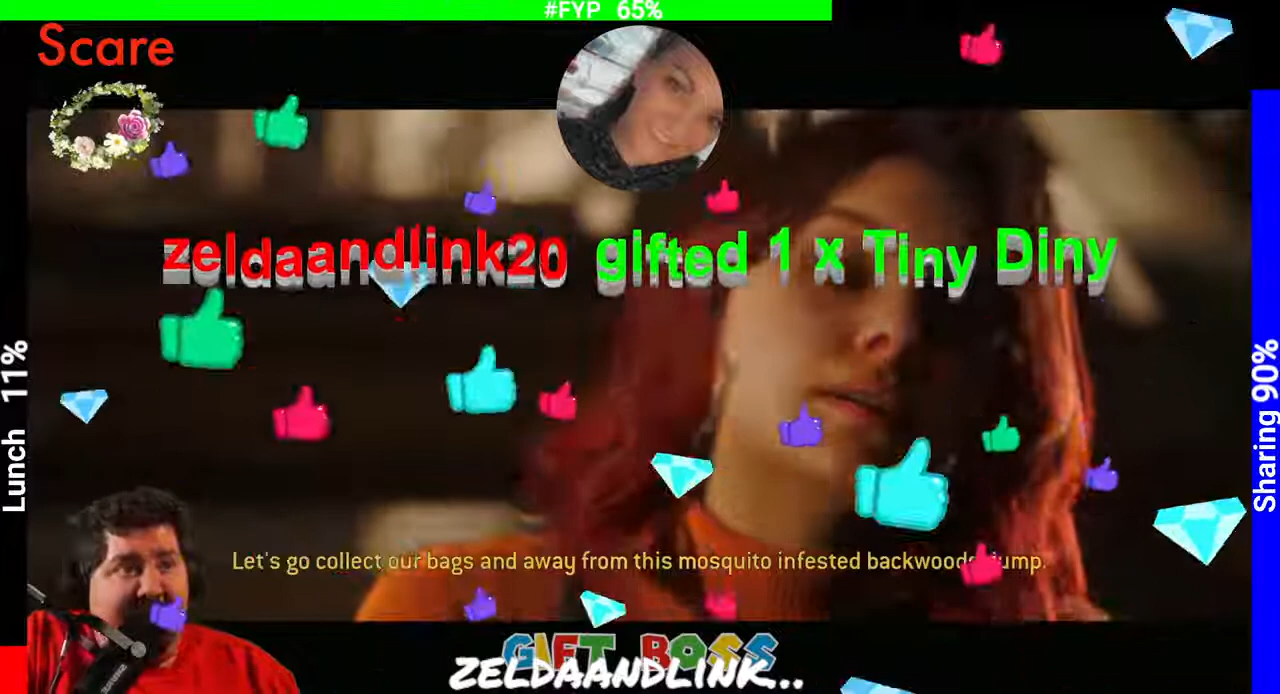 #FYP 65%
Scare
zeldaandlink20 gifted 1 x Tiny Diny
Lunch 11%
Sharing 90%
Let's go collect our bags and away from this mosquito infested backwoods
GIFT BOSS
ZELDAANDLINK...